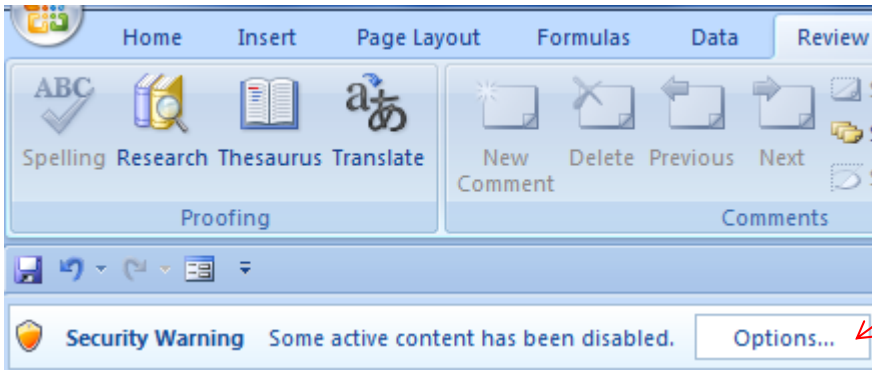 Home Insert Page Layout Formulas Data Review
ABC
Spelling Research Thesaurus Translate New Comment Delete Previous Next
Proofing Comments
Security Warning Some active content has been disabled. Options...